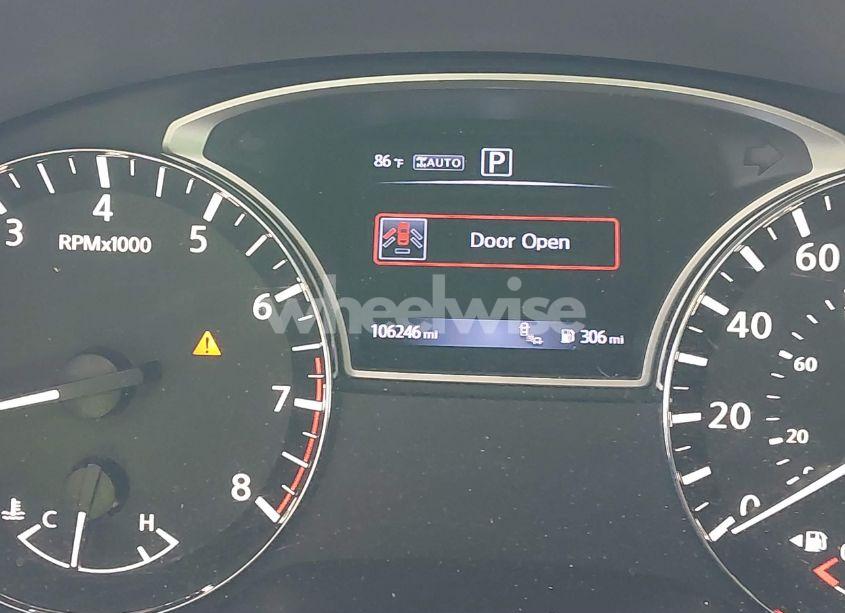 86 °F AUTO P
Door Open
106246 mi 306 mi
wheelwise
3 4 5 6 7 8
RPMx1000
C H
0 20 40 60
20 60